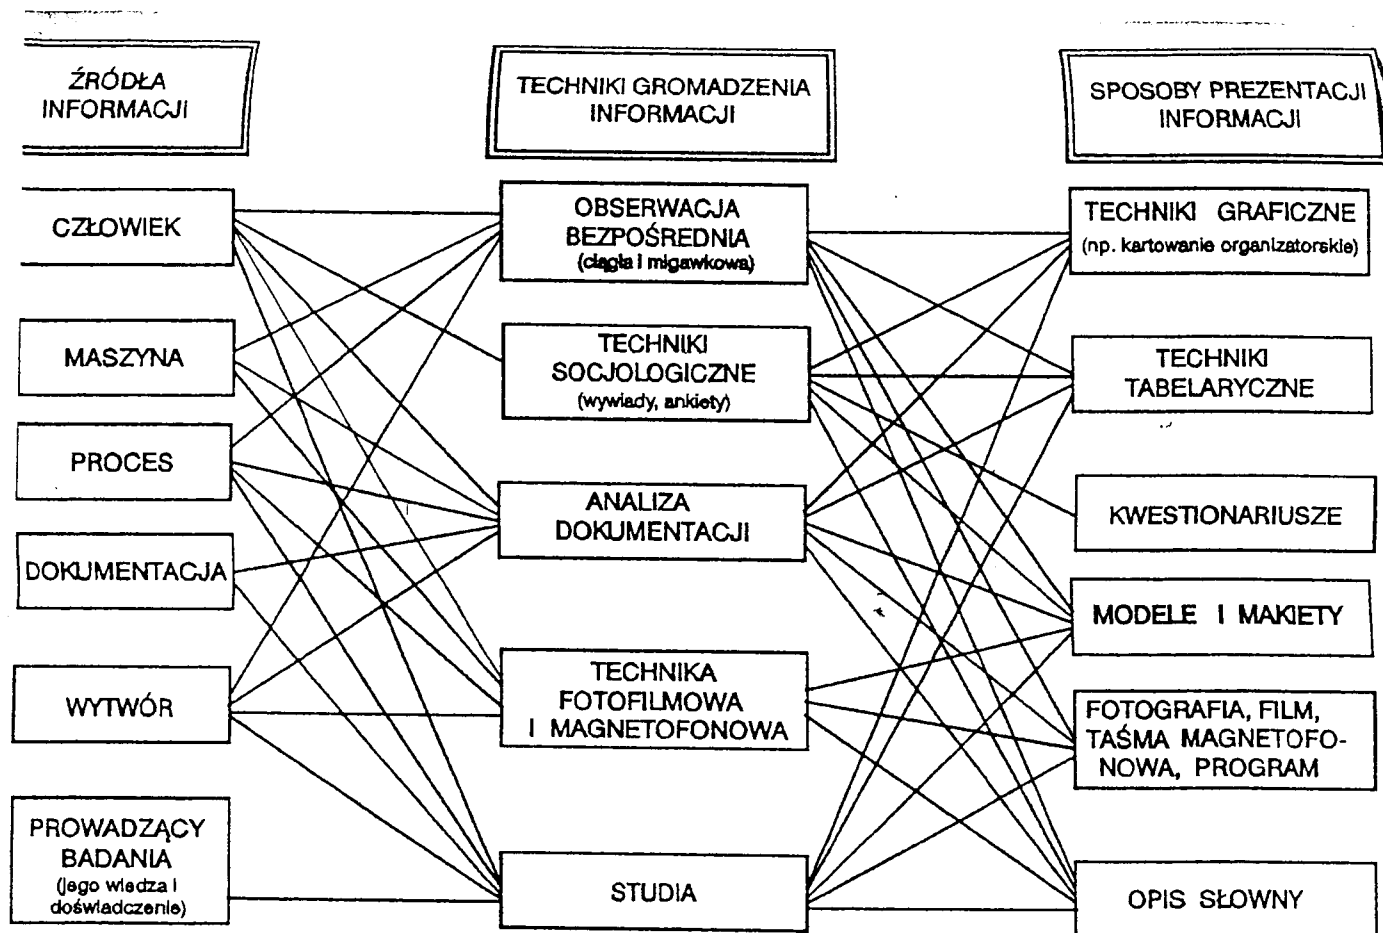 ŹRÓDŁA
INFORMACJI
TECHNIKI GROMADZENIA
INFORMACJI
SPOSOBY PREZENTACJI
INFORMACJI
CZŁOWIEK
MASZYNA
PROCES
DOKUMENTACJA
WYTWÓR
PROWADZĄCY
BADANIA
(jego wiedza i
doświadczenie)
OBSERWACJA
BEZPOŚREDNIA
(ciągła i migawkowa)
TECHNIKI
SOCJOLOGICZNE
(wywiady, ankiety)
ANALIZA
DOKUMENTACJI
TECHNIKA
FOTOFILMOWA
I MAGNETOFONOWA
STUDIA
TECHNIKI GRAFICZNE
(np. kartowanie organizatorskie)
TECHNIKI
TABELARYCZNE
KWESTIONARIUSZE
MODELE I MAKIETY
FOTOGRAFIA, FILM,
TAŚMA MAGNETOFO-
NOWA, PROGRAM
OPIS SŁOWNY